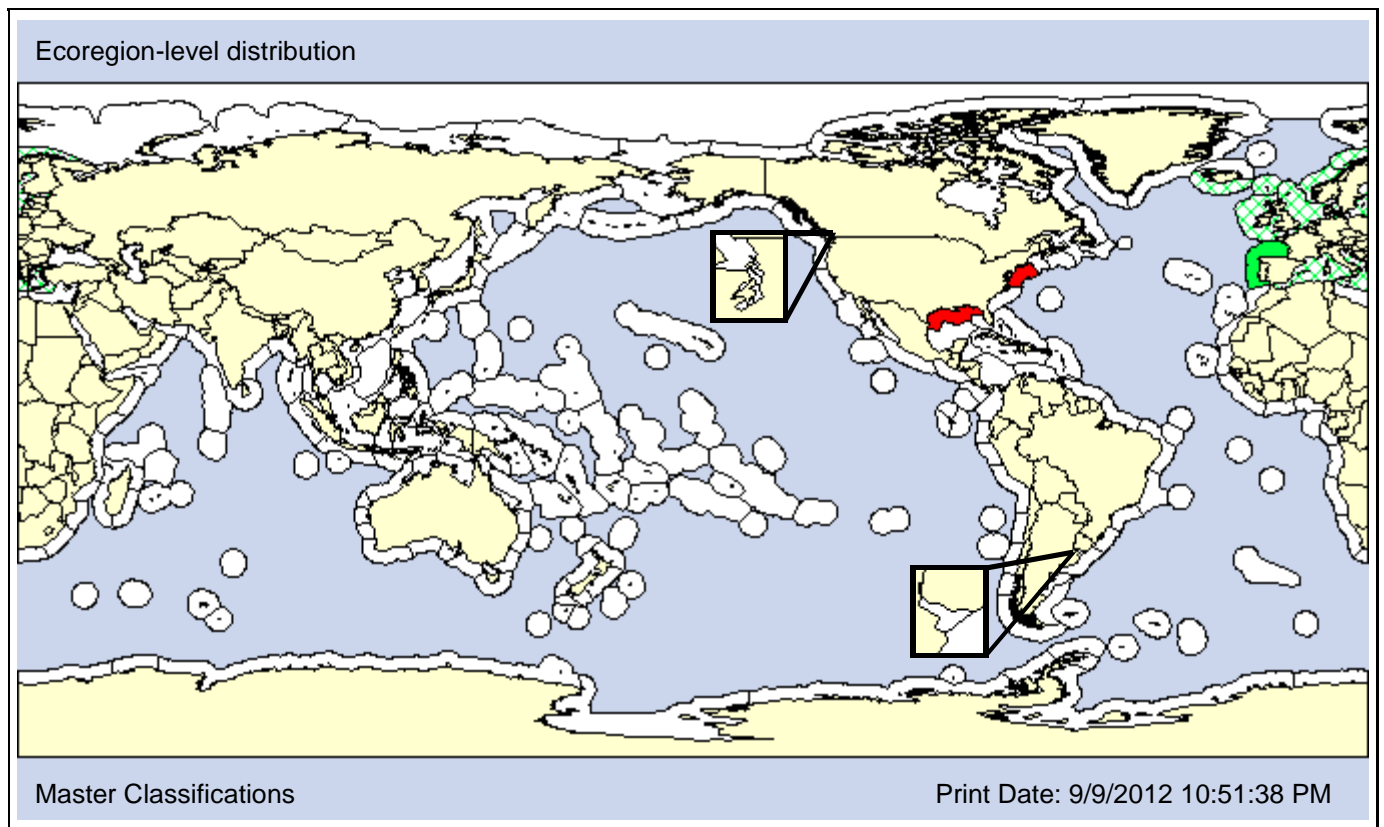 Ecoregion-level distribution
Master Classifications
Print Date: 9/9/2012 10:51:38 PM